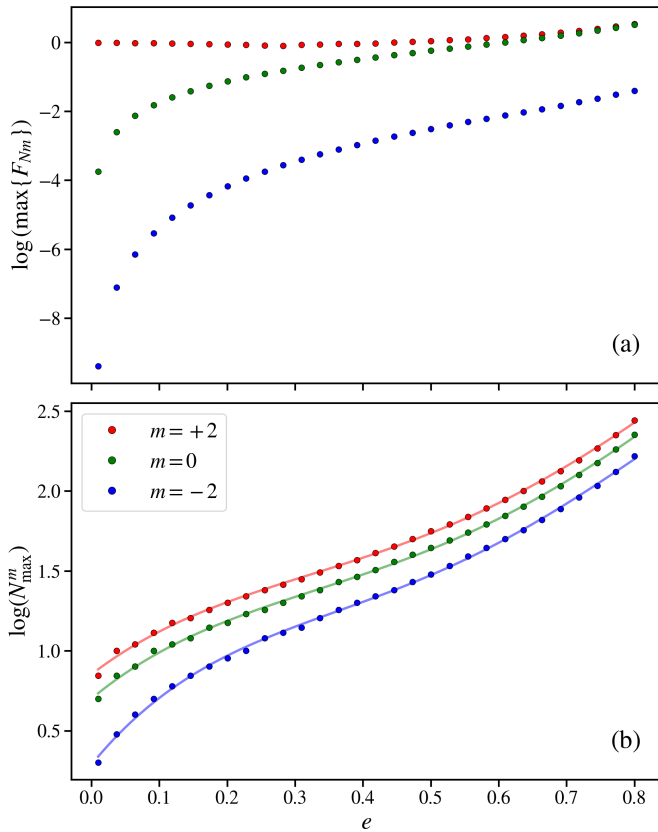 log(max{F_{Nm}})
0
−2
−4
−6
−8
(a)
log(N^m_max)
2.5
2.0
1.5
1.0
0.5
m = +2
m = 0
m = −2
(b)
0.0 0.1 0.2 0.3 0.4 0.5 0.6 0.7 0.8
e